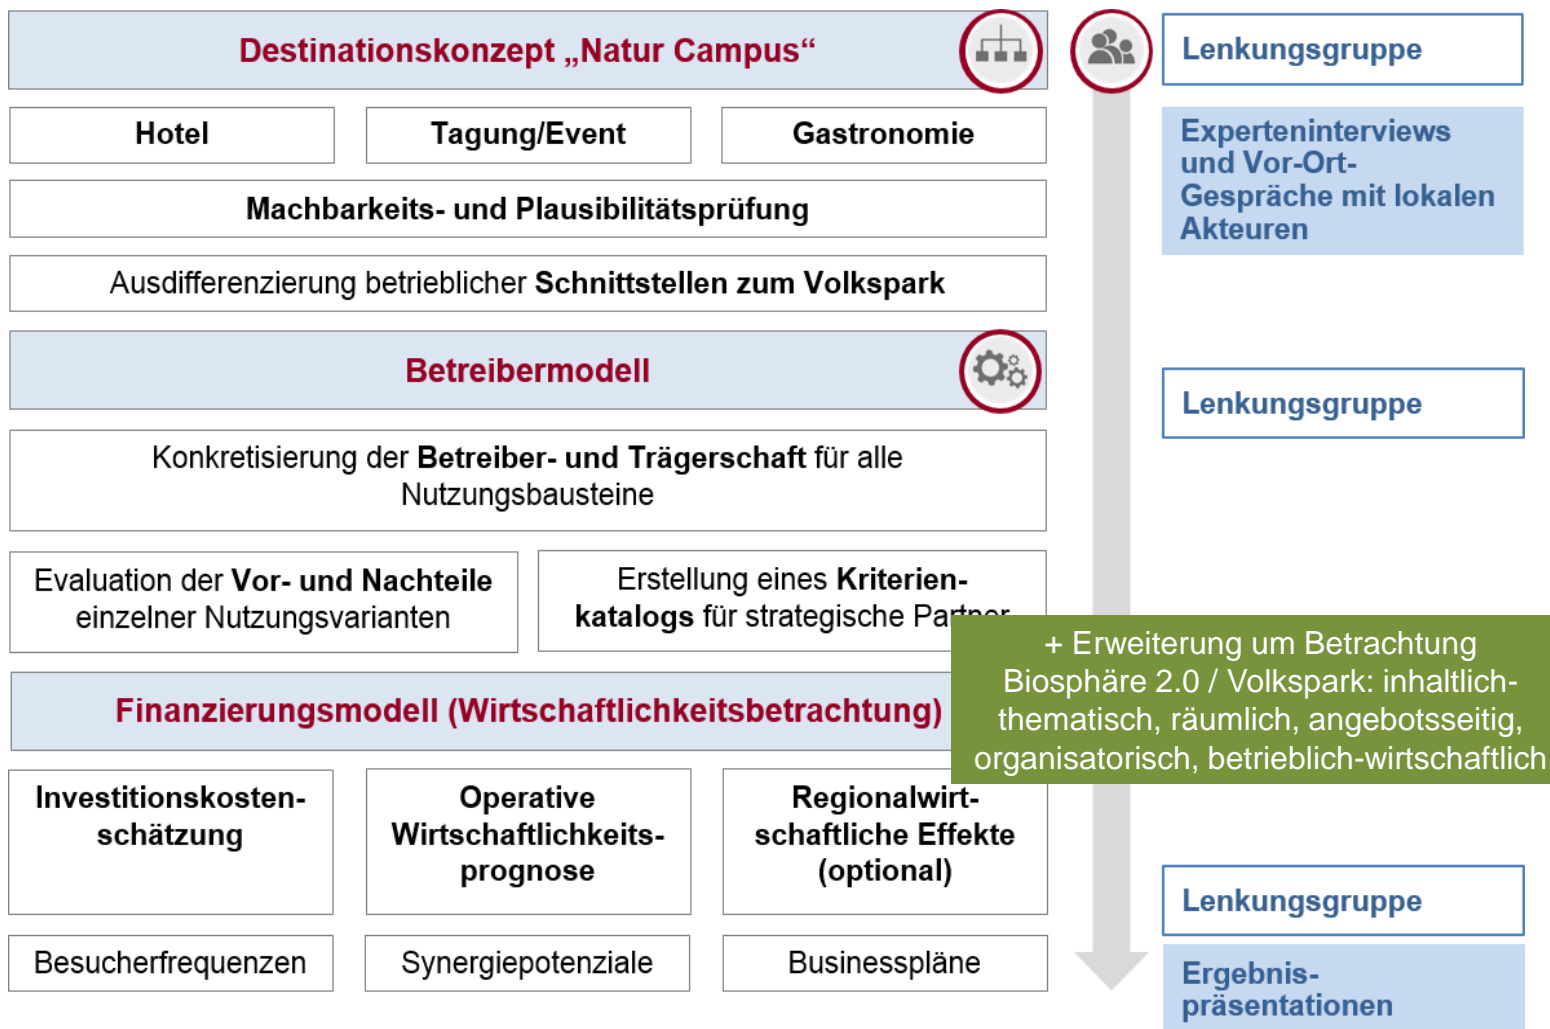 Destinationskonzept „Natur Campus“
Lenkungsgruppe
Hotel
Tagung/Event
Gastronomie
Experteninterviews
und Vor-Ort-
Gespräche mit lokalen
Akteuren
Machbarkeits- und Plausibilitätsprüfung
Ausdifferenzierung betrieblicher Schnittstellen zum Volkspark
Betreibermodell
Lenkungsgruppe
Konkretisierung der Betreiber- und Trägerschaft für alle
Nutzungsbausteine
Evaluation der Vor- und Nachteile
einzelner Nutzungsvarianten
Erstellung eines Kriterien-
katalogs für strategische Partner
+ Erweiterung um Betrachtung
Biosphäre 2.0 / Volkspark: inhaltlich-
thematisch, räumlich, angebotsseitig,
organisatorisch, betrieblich-wirtschaftlich
Finanzierungsmodell (Wirtschaftlichkeitsbetrachtung)
Investitionskosten-
schätzung
Operative
Wirtschaftlichkeits-
prognose
Regionalwirt-
schaftliche Effekte
(optional)
Lenkungsgruppe
Besucherfrequenzen
Synergiepotenziale
Businesspläne
Ergebnis-
präsentationen